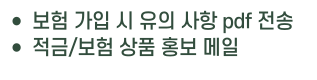 • 보험 가입 시 유의 사항 pdf 전송
• 적금/보험 상품 홍보 메일